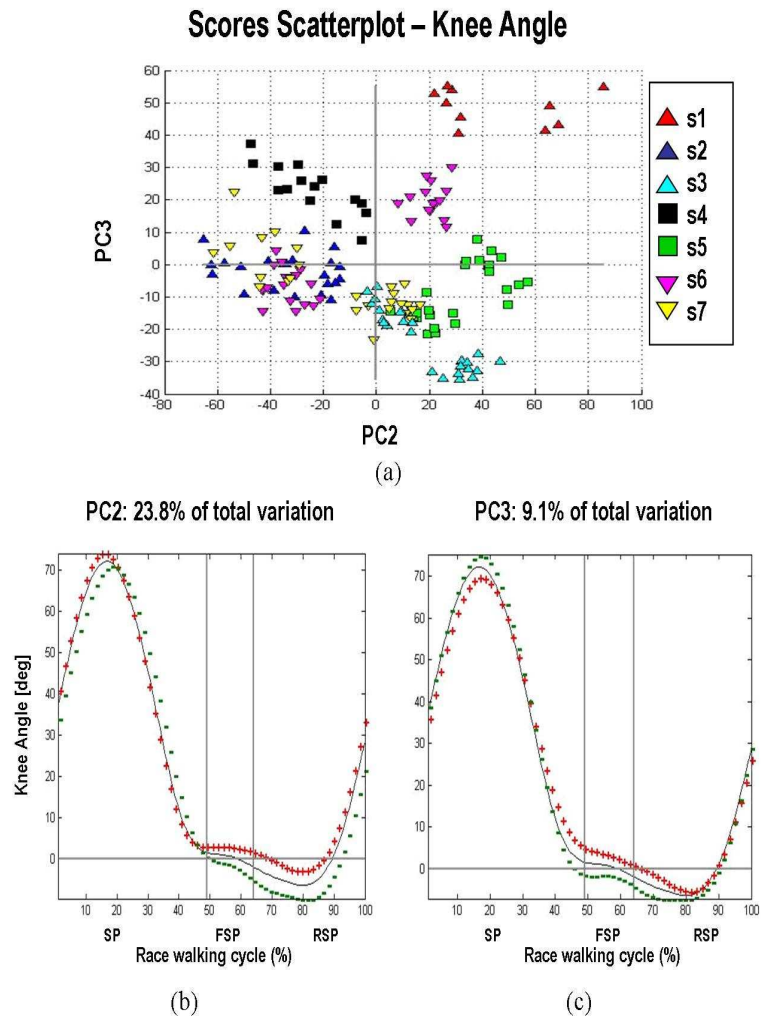 Scores Scatterplot – Knee Angle
60
50
40
30
20
10
0
-10
-20
-30
-40
PC3
-80 -60 -40 -20 0 20 40 60 80 100
PC2
s1
s2
s3
s4
s5
s6
s7
(a)
PC2: 23.8% of total variation
70
60
50
40
30
20
10
0
Knee Angle [deg]
10 20 30 40 50 60 70 80 90 100
SP FSP RSP
Race walking cycle (%)
(b)
PC3: 9.1% of total variation
70
60
50
40
30
20
10
0
10 20 30 40 50 60 70 80 90 100
SP FSP RSP
Race walking cycle (%)
(c)